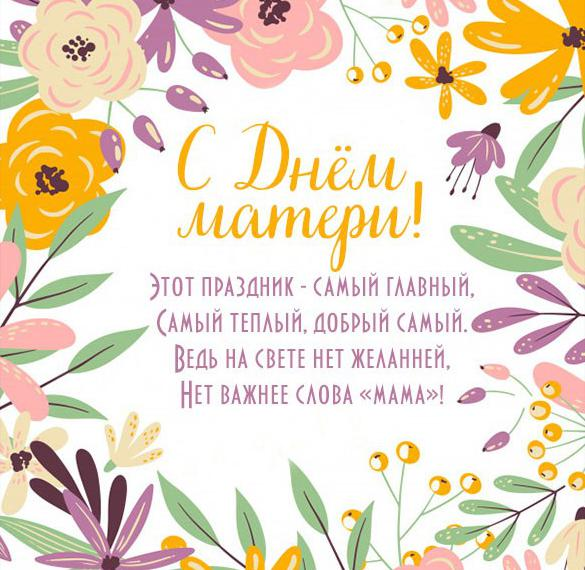 С Днём
матери!
Этот праздник - самый главный,
Самый теплый, добрый самый.
Ведь на свете нет желанней,
Нет важнее слова «мама»!